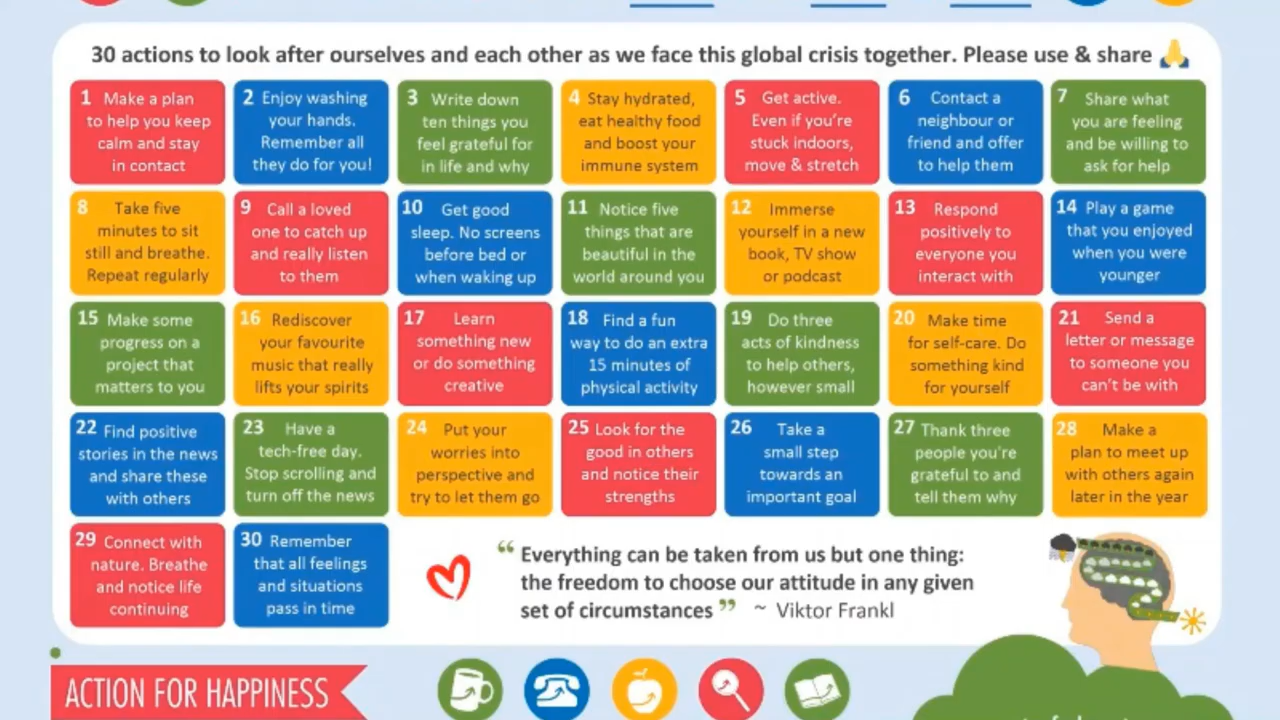 30 actions to look after ourselves and each other as we face this global crisis together. Please use & share
1 Make a plan
to help you keep
calm and stay
in contact
2 Enjoy washing
your hands.
Remember all
they do for you!
3 Write down
ten things you
feel grateful for
in life and why
4 Stay hydrated,
eat healthy food
and boost your
immune system
5 Get active.
Even if you're
stuck indoors,
move & stretch
6 Contact a
neighbour or
friend and offer
to help them
7 Share what
you are feeling
and be willing to
ask for help
8 Take five
minutes to sit
still and breathe.
Repeat regularly
9 Call a loved
one to catch up
and really listen
to them
10 Get good
sleep. No screens
before bed or
when waking up
11 Notice five
things that are
beautiful in the
world around you
12 Immerse
yourself in a new
book, TV show
or podcast
13 Respond
positively to
everyone you
interact with
14 Play a game
that you enjoyed
when you were
younger
15 Make some
progress on a
project that
matters to you
16 Rediscover
your favourite
music that really
lifts your spirits
17 Learn
something new
or do something
creative
18 Find a fun
way to do an extra
15 minutes of
physical activity
19 Do three
acts of kindness
to help others,
however small
20 Make time
for self-care. Do
something kind
for yourself
21 Send a
letter or message
to someone you
can't be with
22 Find positive
stories in the news
and share these
with others
23 Have a
tech-free day.
Stop scrolling and
turn off the news
24 Put your
worries into
perspective and
try to let them go
25 Look for the
good in others
and notice their
strengths
26 Take a
small step
towards an
important goal
27 Thank three
people you're
grateful to and
tell them why
28 Make a
plan to meet up
with others again
later in the year
29 Connect with
nature. Breathe
and notice life
continuing
30 Remember
that all feelings
and situations
pass in time
“ Everything can be taken from us but one thing:
the freedom to choose our attitude in any given
set of circumstances ” ~ Viktor Frankl
ACTION FOR HAPPINESS